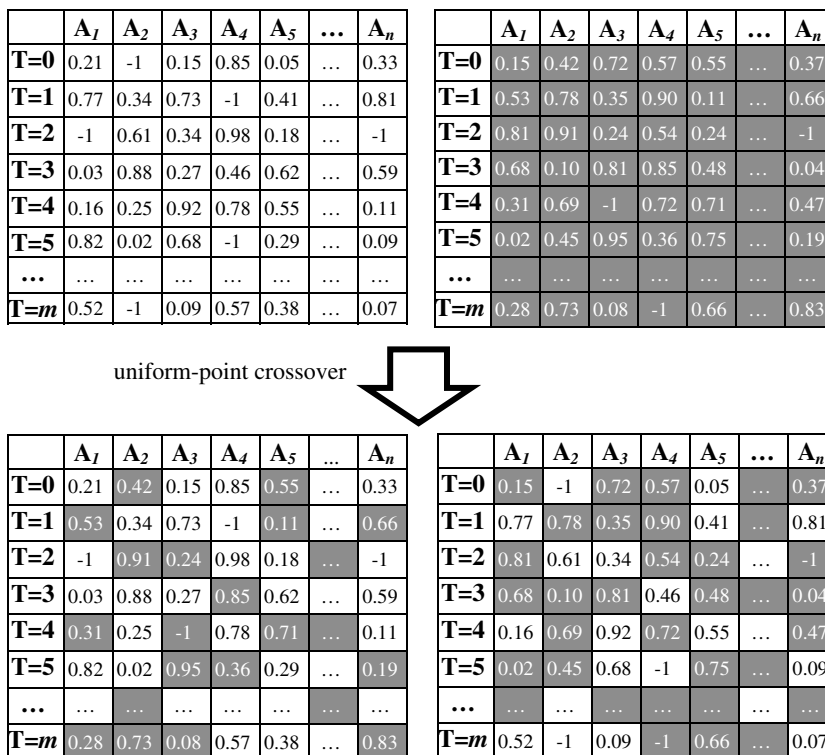 A1 A2 A3 A4 A5 … An
T=0 0.21 -1 0.15 0.85 0.05 … 0.33
T=1 0.77 0.34 0.73 -1 0.41 … 0.81
T=2 -1 0.61 0.34 0.98 0.18 … -1
T=3 0.03 0.88 0.27 0.46 0.62 … 0.59
T=4 0.16 0.25 0.92 0.78 0.55 … 0.11
T=5 0.82 0.02 0.68 -1 0.29 … 0.09
… … … … … … … …
T=m 0.52 -1 0.09 0.57 0.38 … 0.07
A1 A2 A3 A4 A5 … An
T=0 0.15 0.42 0.72 0.57 0.55 … 0.37
T=1 0.53 0.78 0.35 0.90 0.11 … 0.66
T=2 0.81 0.91 0.24 0.54 0.24 … -1
T=3 0.68 0.10 0.81 0.85 0.48 … 0.04
T=4 0.31 0.69 -1 0.72 0.71 … 0.47
T=5 0.02 0.45 0.95 0.36 0.75 … 0.19
… … … … … … … …
T=m 0.28 0.73 0.08 -1 0.66 … 0.83
uniform-point crossover
A1 A2 A3 A4 A5 ... An
T=0 0.21 0.42 0.15 0.85 0.55 … 0.33
T=1 0.53 0.34 0.73 -1 0.11 … 0.66
T=2 -1 0.91 0.24 0.98 0.18 … -1
T=3 0.03 0.88 0.27 0.85 0.62 … 0.59
T=4 0.31 0.25 -1 0.78 0.71 … 0.11
T=5 0.82 0.02 0.95 0.36 0.29 … 0.19
… … … … … … … …
T=m 0.28 0.73 0.08 0.57 0.38 … 0.83
A1 A2 A3 A4 A5 … An
T=0 0.15 -1 0.72 0.57 0.05 … 0.37
T=1 0.77 0.78 0.35 0.90 0.41 … 0.81
T=2 0.81 0.61 0.34 0.54 0.24 … -1
T=3 0.68 0.10 0.81 0.46 0.48 … 0.04
T=4 0.16 0.69 0.92 0.72 0.55 … 0.47
T=5 0.02 0.45 0.68 -1 0.75 … 0.09
… … … … … … … …
T=m 0.52 -1 0.09 -1 0.66 … 0.07